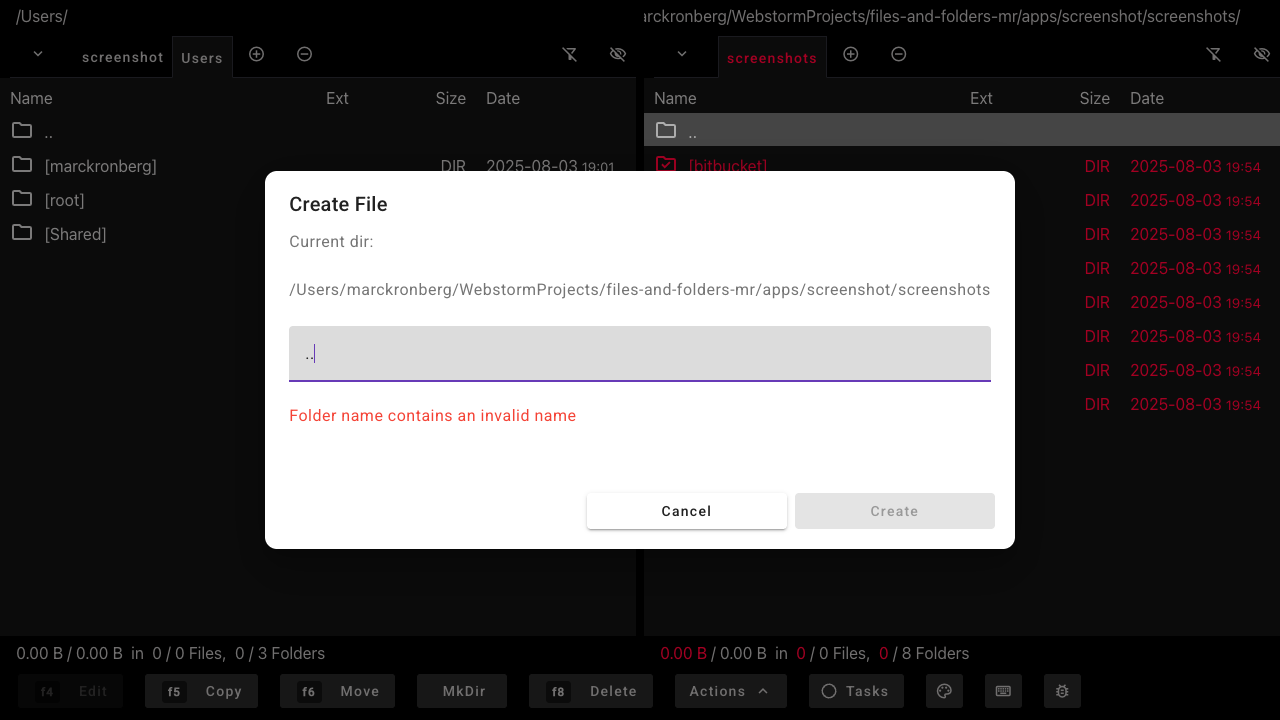 /Users/
arckronberg/WebstormProjects/files-and-folders-mr/apps/screenshot/screenshots/
screenshot Users
screenshots
Name Ext Size Date
Name Ext Size Date
..
..
[marckronberg] DIR 2025-08-03 19:01
[bitbucket] DIR 2025-08-03 19:54
[root]
DIR 2025-08-03 19:54
[Shared]
DIR 2025-08-03 19:54
DIR 2025-08-03 19:54
DIR 2025-08-03 19:54
DIR 2025-08-03 19:54
DIR 2025-08-03 19:54
DIR 2025-08-03 19:54
Create File
Current dir:
/Users/marckronberg/WebstormProjects/files-and-folders-mr/apps/screenshot/screenshots
..
Folder name contains an invalid name
Cancel Create
0.00 B / 0.00 B in 0 / 0 Files, 0 / 3 Folders
0.00 B / 0.00 B in 0 / 0 Files, 0 / 8 Folders
f4 Edit f5 Copy f6 Move MkDir f8 Delete Actions Tasks